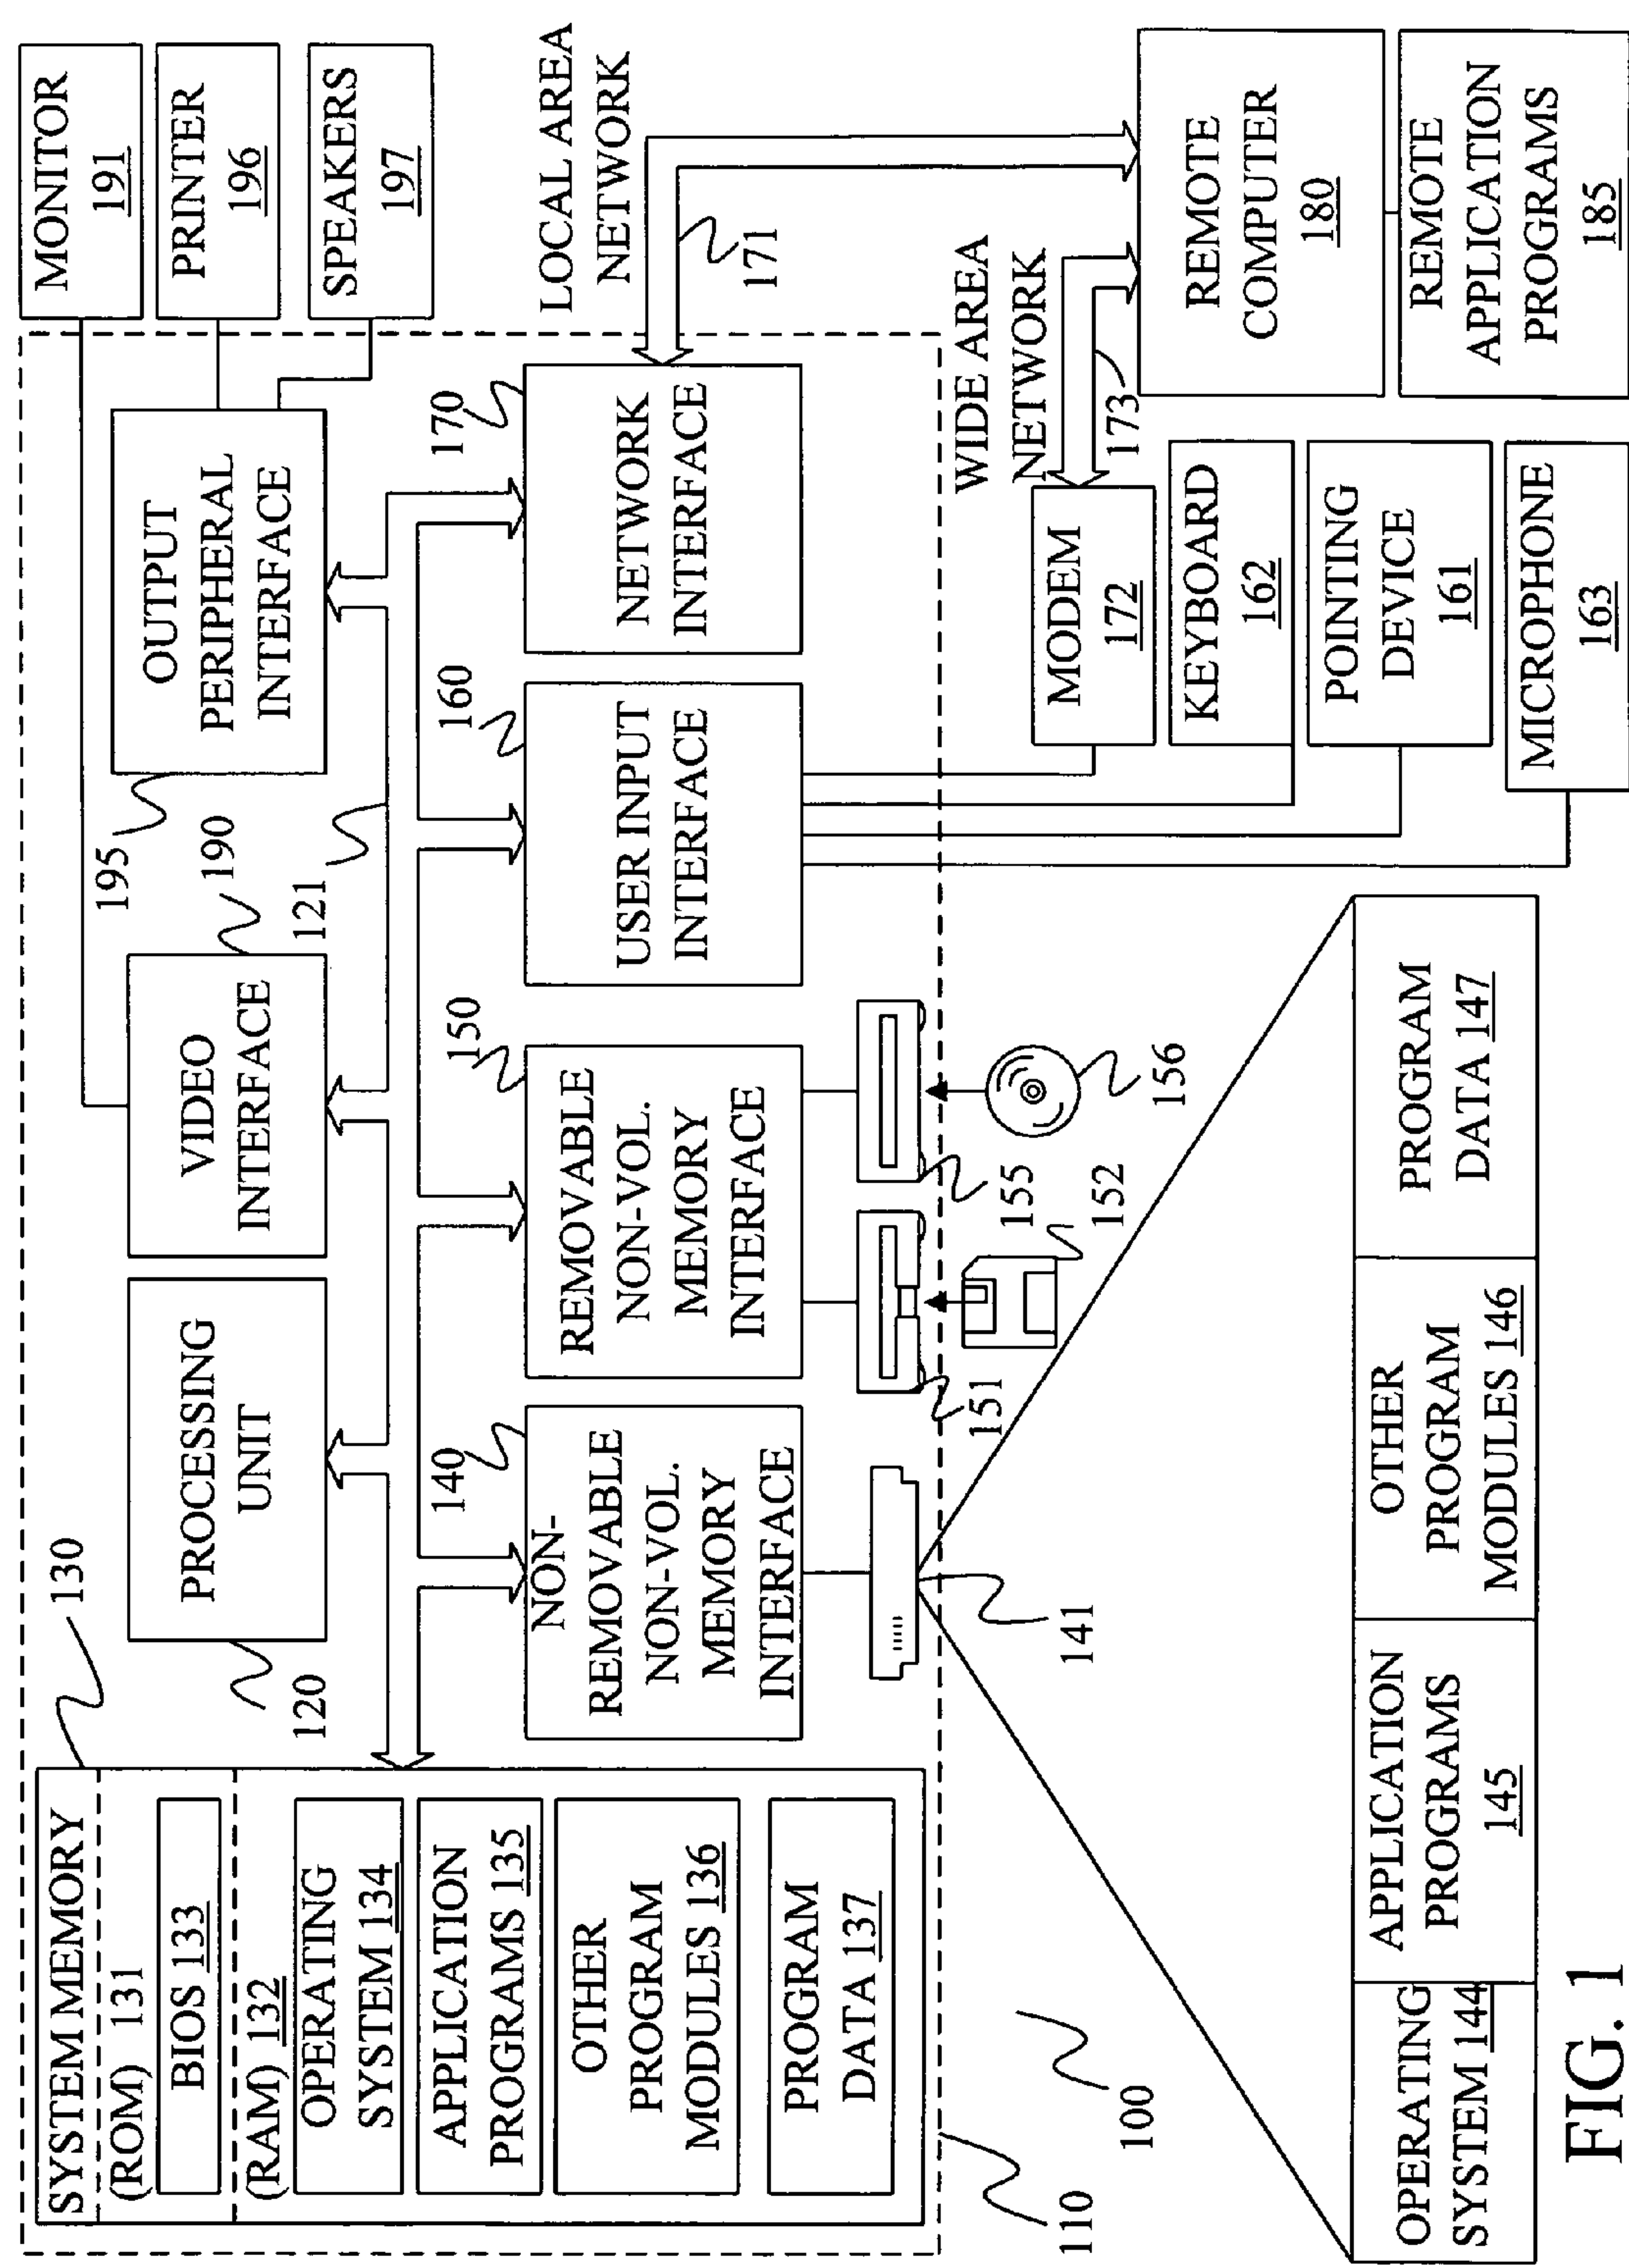 SYSTEM MEMORY
(ROM) 131
BIOS 133
(RAM) 132
OPERATING
SYSTEM 134
APPLICATION
PROGRAMS 135
OTHER
PROGRAM
MODULES 136
PROGRAM
DATA 137
130
120
PROCESSING
UNIT
VIDEO
INTERFACE
190
121
195
OUTPUT
PERIPHERAL
INTERFACE
MONITOR
191
PRINTER
196
SPEAKERS
197
140
NON-
REMOVABLE
NON-VOL.
MEMORY
INTERFACE
150
REMOVABLE
NON-VOL.
MEMORY
INTERFACE
160
USER INPUT
INTERFACE
170
NETWORK
INTERFACE
LOCAL AREA
NETWORK
171
WIDE AREA
NETWORK
173
141
151
155
152
156
MODEM
172
KEYBOARD
162
POINTING
DEVICE
161
MICROPHONE
163
REMOTE
COMPUTER
180
REMOTE
APPLICATION
PROGRAMS
185
110
100
OPERATING
SYSTEM 144
APPLICATION
PROGRAMS
145
OTHER
PROGRAM
MODULES 146
PROGRAM
DATA 147
FIG. 1